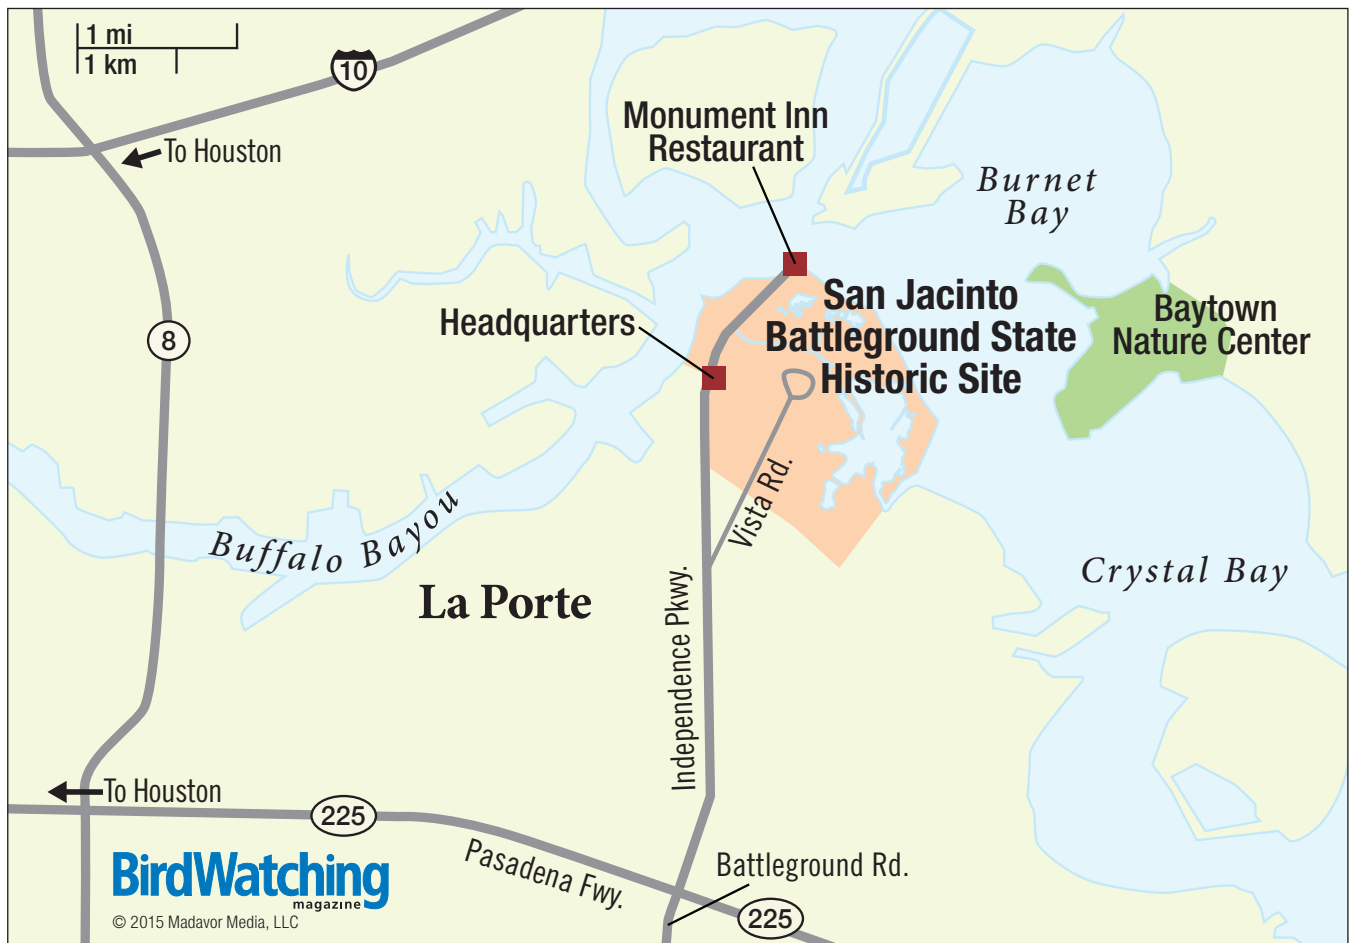 1 mi
1 km
10
To Houston
Monument Inn
Restaurant
Burnet
Bay
San Jacinto
Battleground State
Historic Site
Baytown
Nature Center
Headquarters
8
Buffalo Bayou
Vista Rd.
Crystal Bay
La Porte
Independence Pkwy.
To Houston
225
Pasadena Fwy.
Battleground Rd.
225
BirdWatching
magazine
© 2015 Madavor Media, LLC